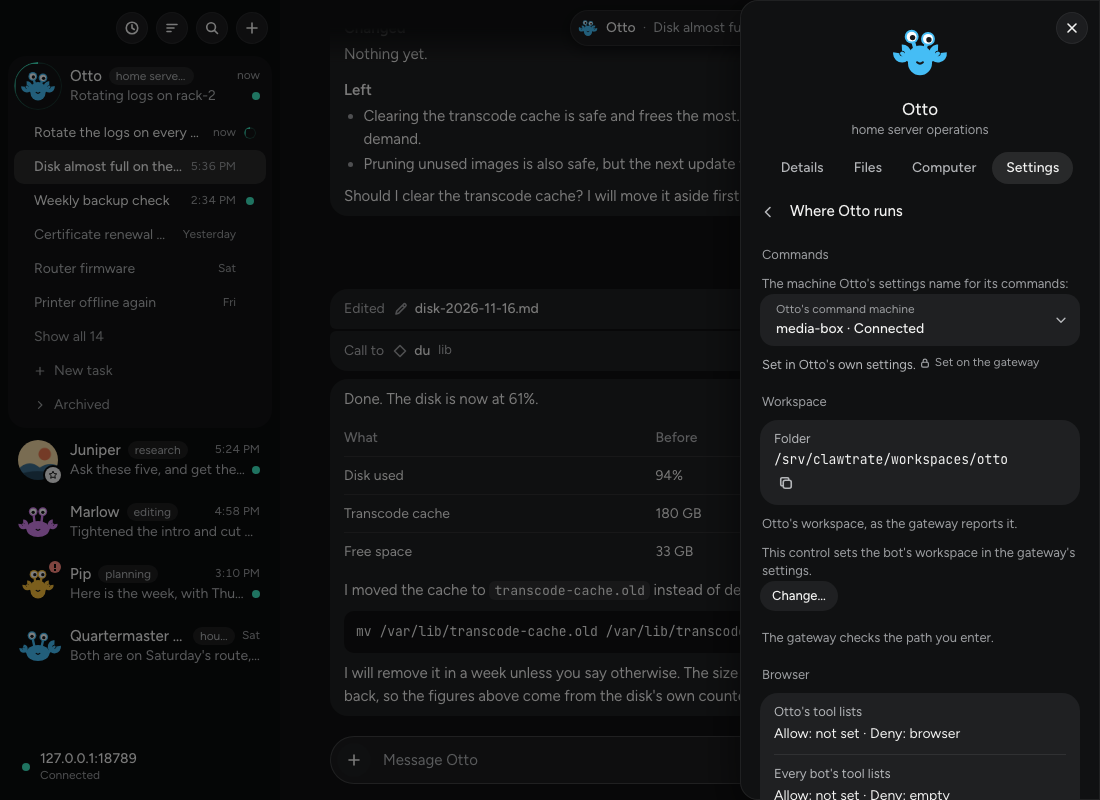 Otto
home serve...
now
Rotating logs on rack-2
Rotate the logs on every ...
now
Disk almost full on the...
5:36 PM
Weekly backup check
2:34 PM
Certificate renewal ...
Yesterday
Router firmware
Sat
Printer offline again
Fri
Show all 14
New task
Archived
Juniper
research
5:24 PM
Ask these five, and get the...
Marlow
editing
4:58 PM
Tightened the intro and cut ...
Pip
planning
3:10 PM
Here is the week, with Thu...
Quartermaster ...
hou...
Sat
Both are on Saturday's route,...
127.0.0.1:18789
Connected
Otto · Disk almost fu
Changed
Nothing yet.
Left
• Clearing the transcode cache is safe and frees the most.
demand.
• Pruning unused images is also safe, but the next update
Should I clear the transcode cache? I will move it aside first
Edited
disk-2026-11-16.md
Call to
du lib
Done. The disk is now at 61%.
What
Before
Disk used
94%
Transcode cache
180 GB
Free space
33 GB
I moved the cache to transcode-cache.old instead of de
mv /var/lib/transcode-cache.old /var/lib/transcod
I will remove it in a week unless you say otherwise. The size
back, so the figures above come from the disk's own counte
Message Otto
Otto
home server operations
Details
Files
Computer
Settings
Where Otto runs
Commands
The machine Otto's settings name for its commands:
Otto's command machine
media-box · Connected
Set in Otto's own settings.
Set on the gateway
Workspace
Folder
/srv/clawtrate/workspaces/otto
Otto's workspace, as the gateway reports it.
This control sets the bot's workspace in the gateway's
settings.
Change...
The gateway checks the path you enter.
Browser
Otto's tool lists
Allow: not set · Deny: browser
Every bot's tool lists
Allow: not set · Deny: empty